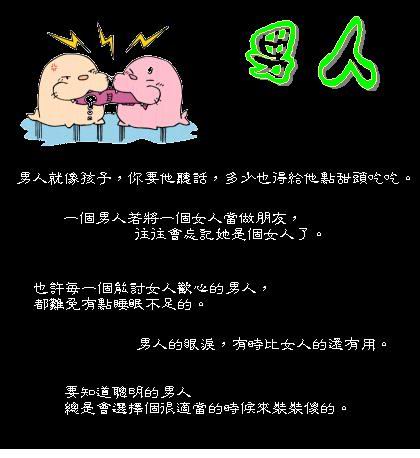 男人
男人就像孩子，你要他聽話，多少也得給他點甜頭吃吃。
一個男人若將一個女人當做朋友，
往往會忘記她是個女人了。
也許每一個能討女人歡心的男人，
都難免有點睡眠不足的。
男人的眼淚，有時比女人的還有用。
要知道聰明的男人
總是會選擇個很適當的時候來裝裝傻的。